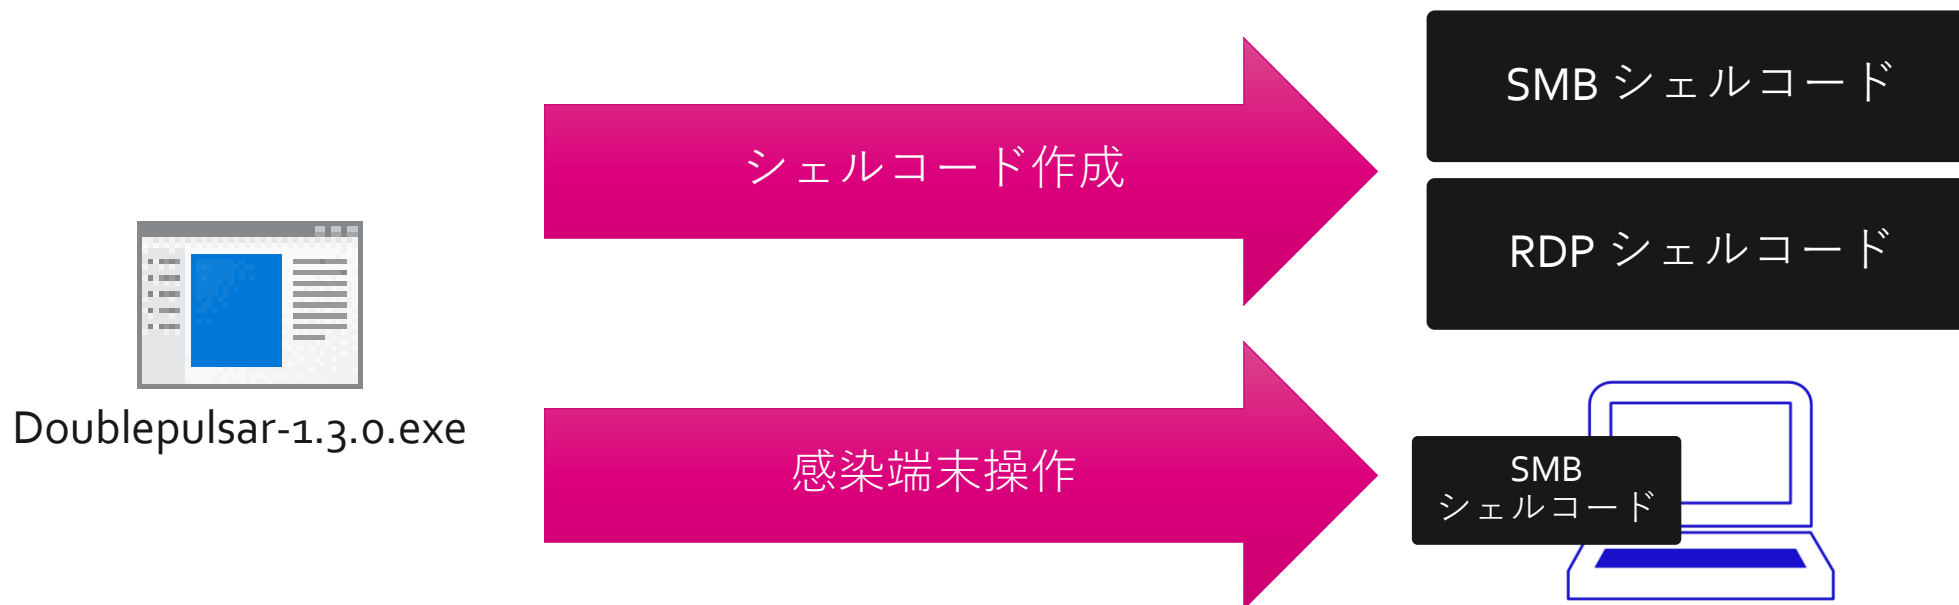 シェルコード作成
SMB シェルコード
RDP シェルコード
Doublepulsar-1.3.0.exe
感染端末操作
SMB
シェルコード